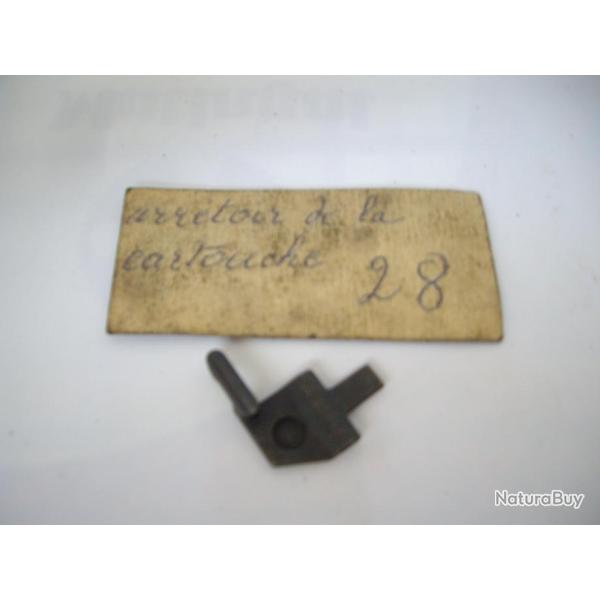 arretoir de la
cartouche 28
NaturaBuy